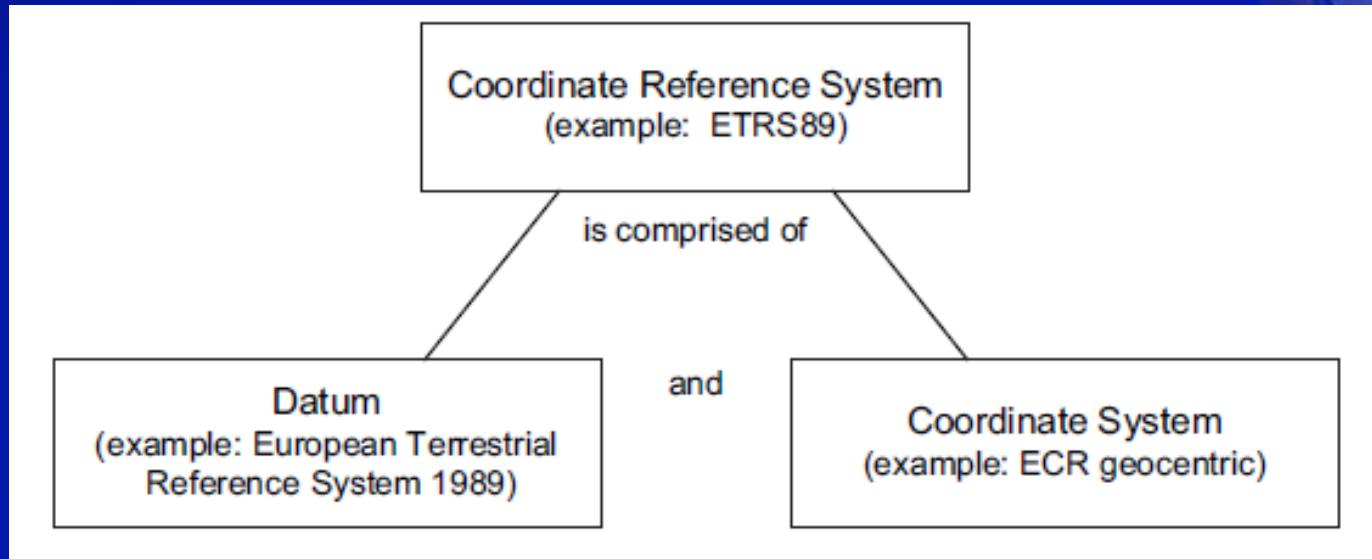 Coordinate Reference System
(example: ETRS89)
is comprised of
Datum
(example: European Terrestrial
Reference System 1989)
and
Coordinate System
(example: ECR geocentric)